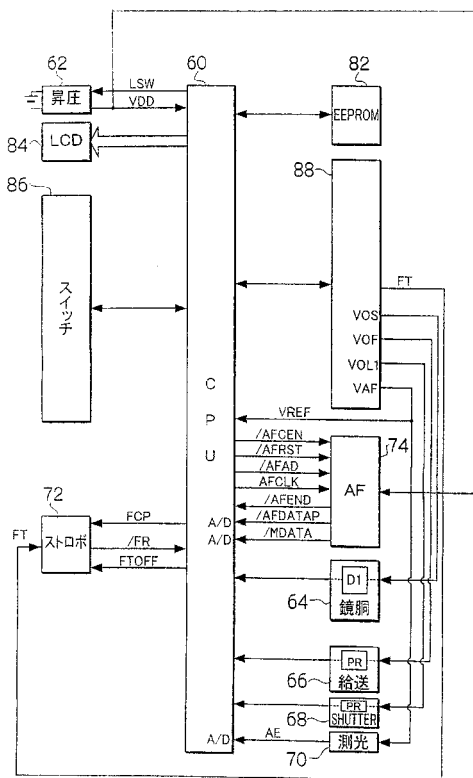 62
60
82
昇圧
LSW
VDD
EEPROM
84
LCD
88
86
スイッチ
FT
VOS
VOF
VOL1
VAF
CPU
VREF
/AFCEN
74
/AFRST
/AFAD
AFCLK
AF
/AFEND
A/D
/AFDATAP
A/D
/MDATA
72
FT
ストロボ
FCP
/FR
FTOFF
D1
64
鏡胴
PR
66
給送
PR
68
SHUTTER
A/D
AE
測光
70